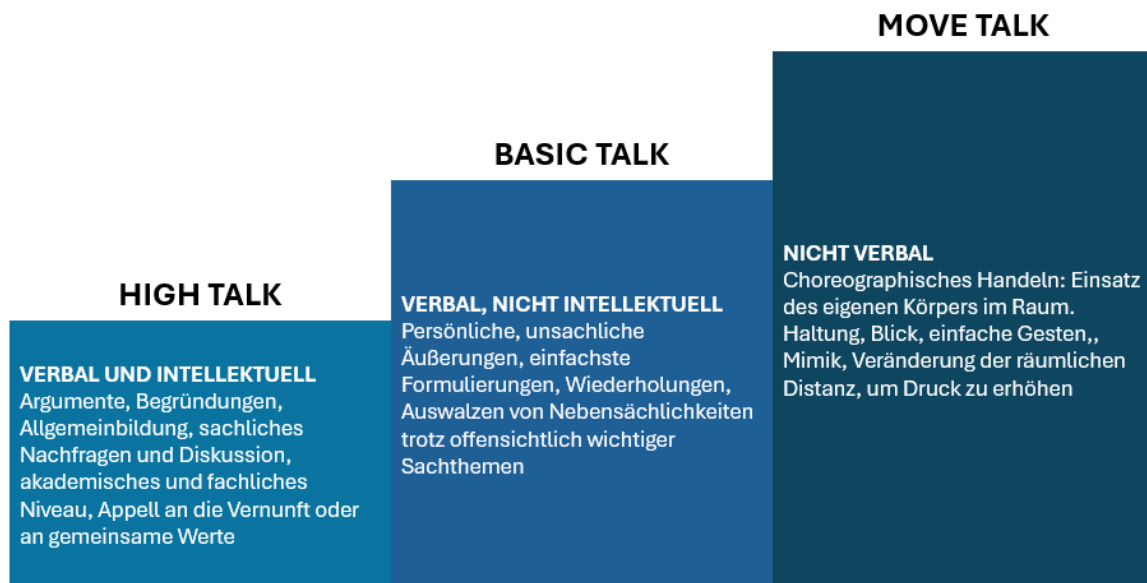 MOVE TALK
BASIC TALK
HIGH TALK
VERBAL UND INTELLEKTUELL
Argumente, Begründungen,
Allgemeinbildung, sachliches
Nachfragen und Diskussion,
akademisches und fachliches
Niveau, Appell an die Vernunft oder
an gemeinsame Werte
VERBAL, NICHT INTELLEKTUELL
Persönliche, unsachliche
Äußerungen, einfachste
Formulierungen, Wiederholungen,
Auswalzen von Nebensächlichkeiten
trotz offensichtlich wichtiger
Sachthemen
NICHT VERBAL
Choreographisches Handeln: Einsatz
des eigenen Körpers im Raum.
Haltung, Blick, einfache Gesten,,
Mimik, Veränderung der räumlichen
Distanz, um Druck zu erhöhen